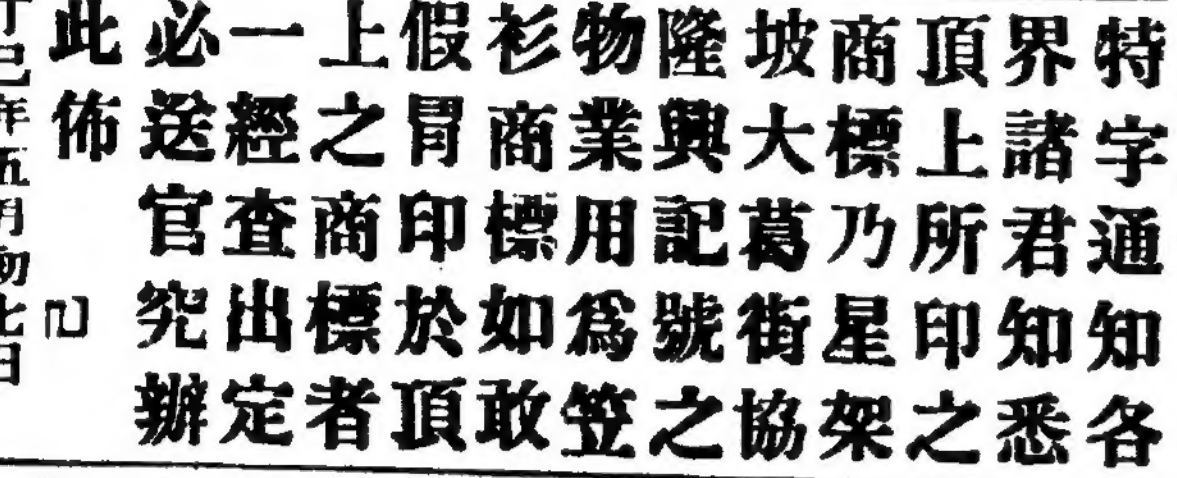 特字通知各
界諸君知悉
頂上所印之
商標乃星架
坡大葛街協
隆興記號之
物業用爲笠
衫商標如敢
假冒印於頂
上之商標者
一經查出定
必送官究辦
此佈
丁巳年五月初七日